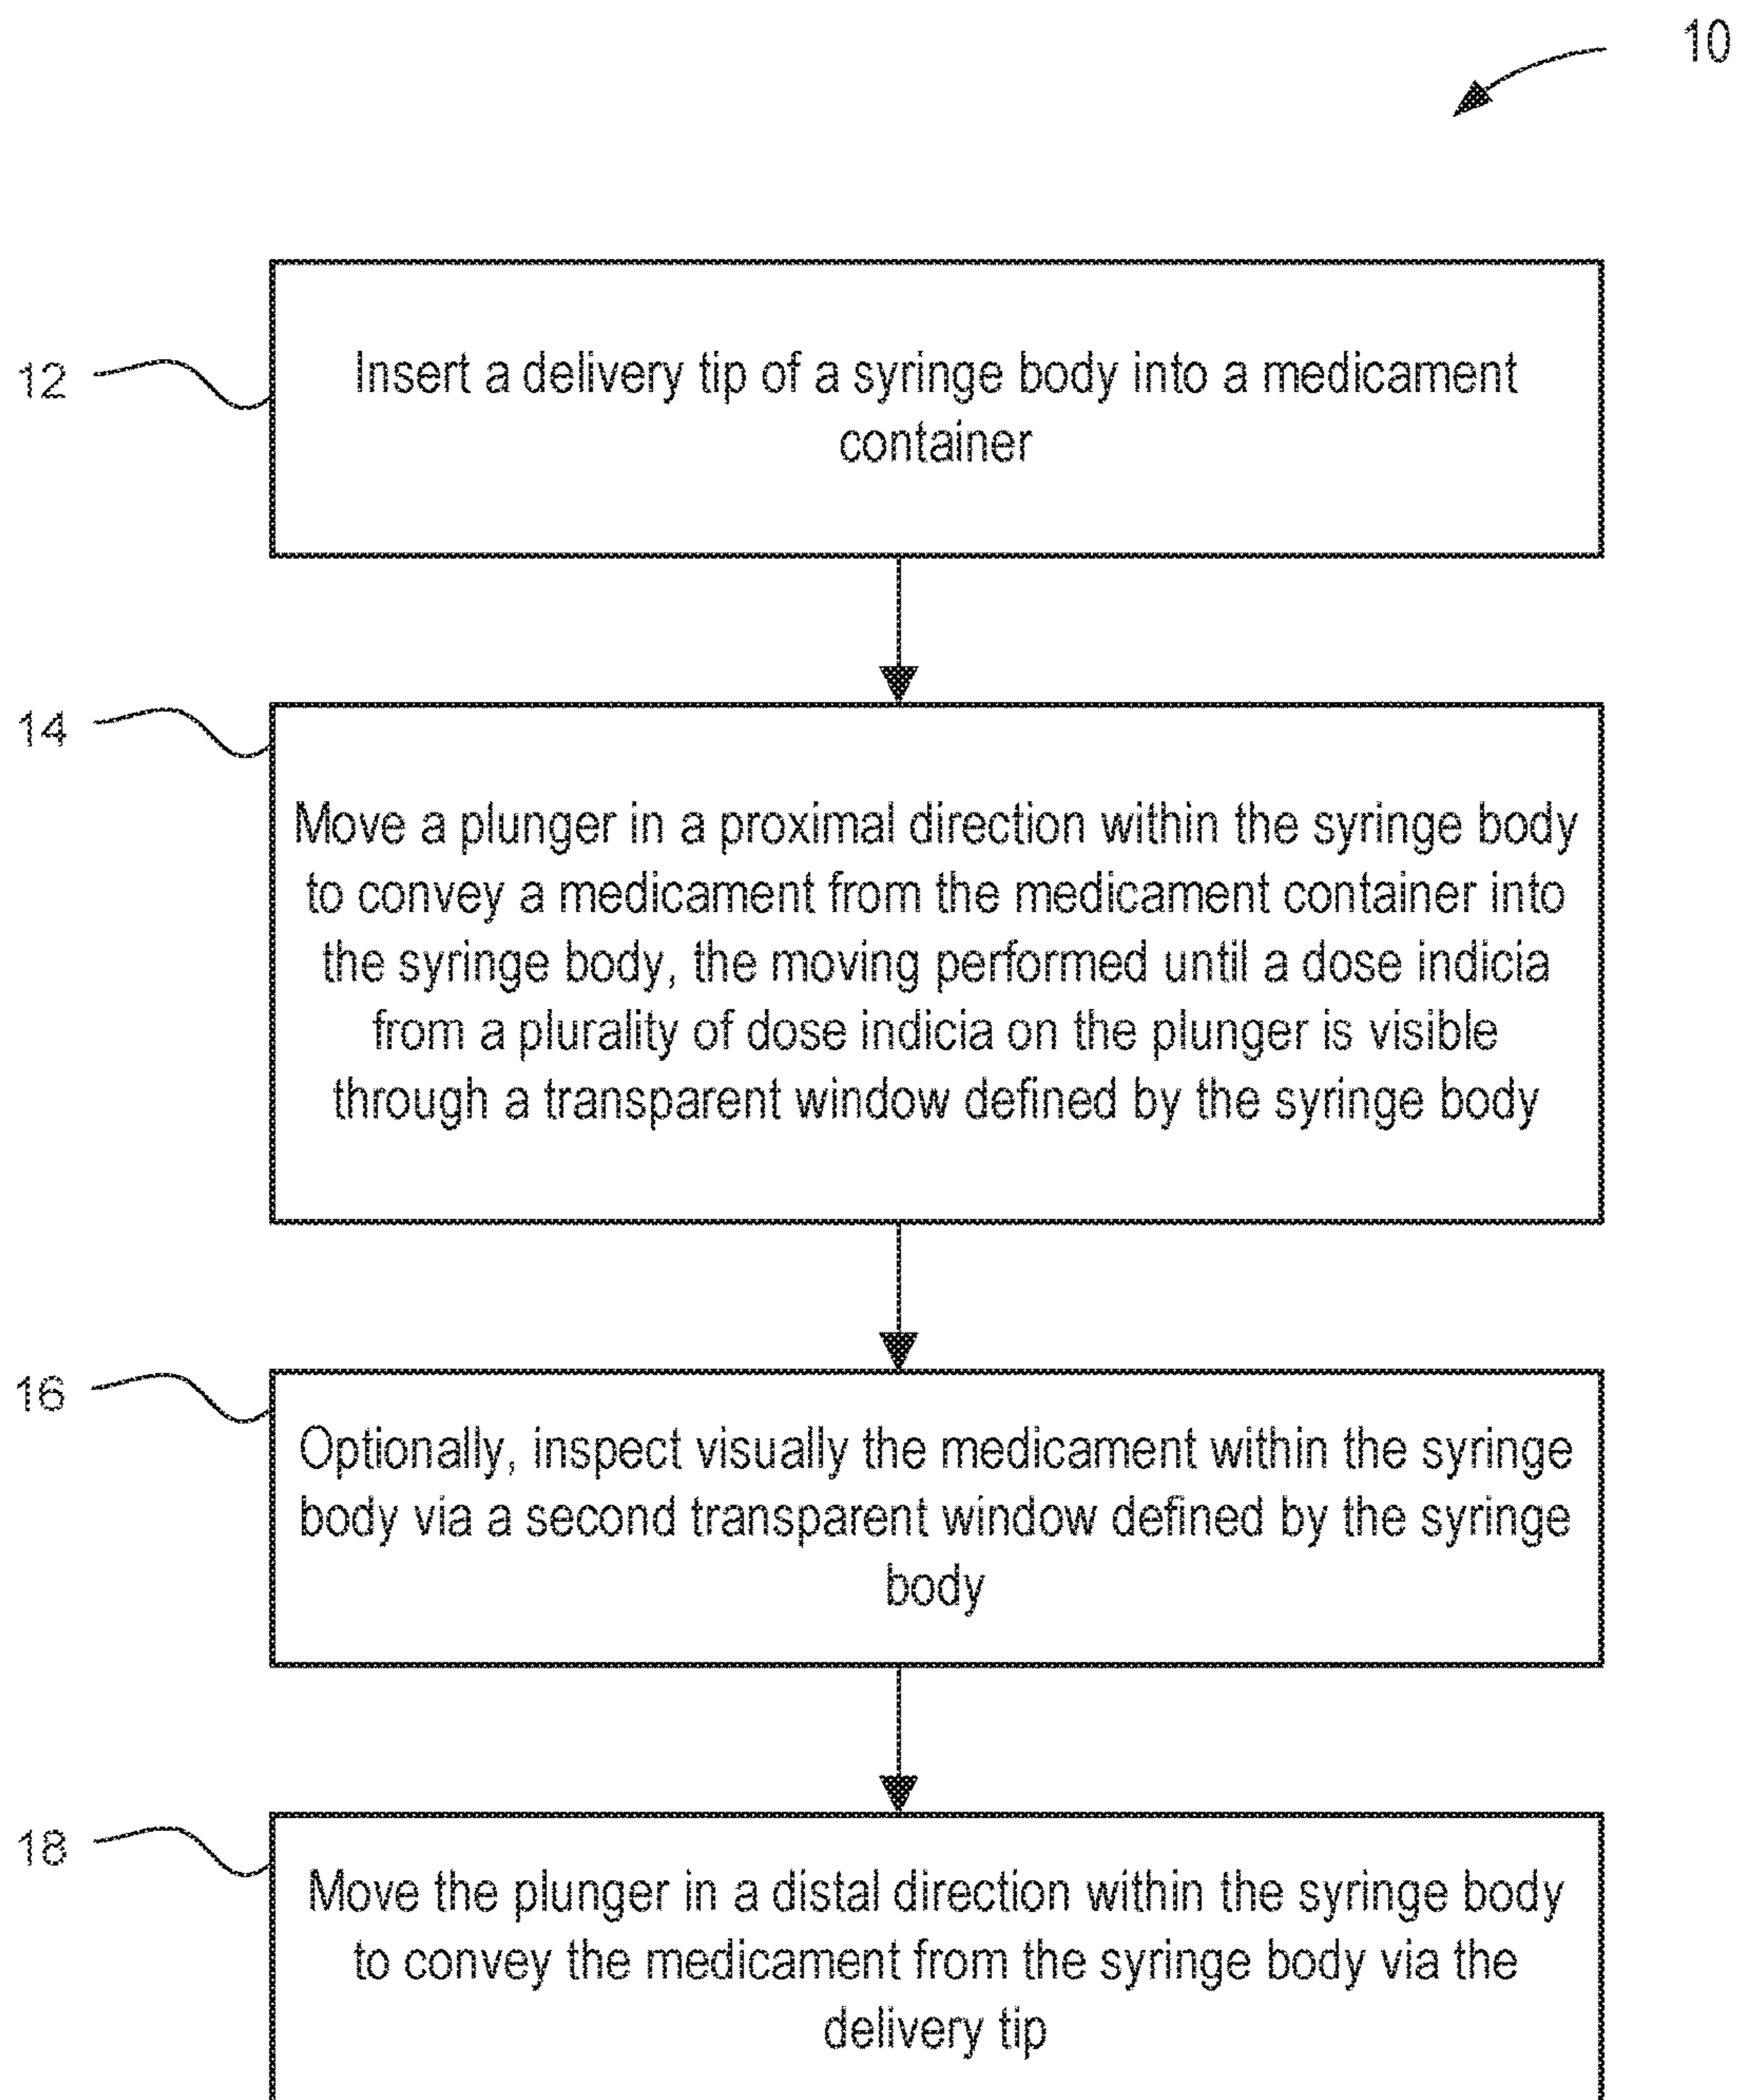 10
12
Insert a delivery tip of a syringe body into a medicament
container
14
Move a plunger in a proximal direction within the syringe body
to convey a medicament from the medicament container into
the syringe body, the moving performed until a dose indicia
from a plurality of dose indicia on the plunger is visible
through a transparent window defined by the syringe body
16
Optionally, inspect visually the medicament within the syringe
body via a second transparent window defined by the syringe
body
18
Move the plunger in a distal direction within the syringe body
to convey the medicament from the syringe body via the
delivery tip